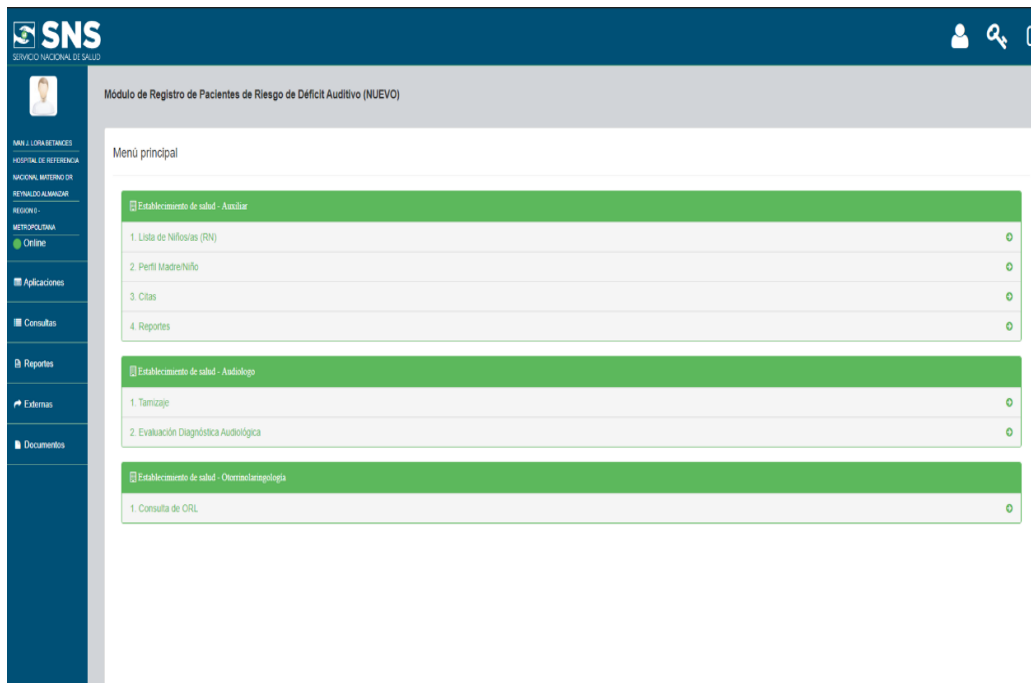 SNS
SERVICIO NACIONAL DE SALUD
Módulo de Registro de Pacientes de Riesgo de Déficit Auditivo (NUEVO)
IVAN J. LORA BETANCES
HOSPITAL DE REFERENCIA
NACIONAL MATERNO DR
REYNALDO ALMANZAR
REGION 0 -
METROPOLITANA
Online
Aplicaciones
Consultas
Reportes
Externas
Documentos
Menú principal
Establecimiento de salud - Auxiliar
1. Lista de Niños/as (RN)
2. Perfil Madre/Niño
3. Citas
4. Reportes
Establecimiento de salud - Audiologo
1. Tamizaje
2. Evaluación Diagnóstica Audiológica
Establecimiento de salud - Otorrinolaringología
1. Consulta de ORL